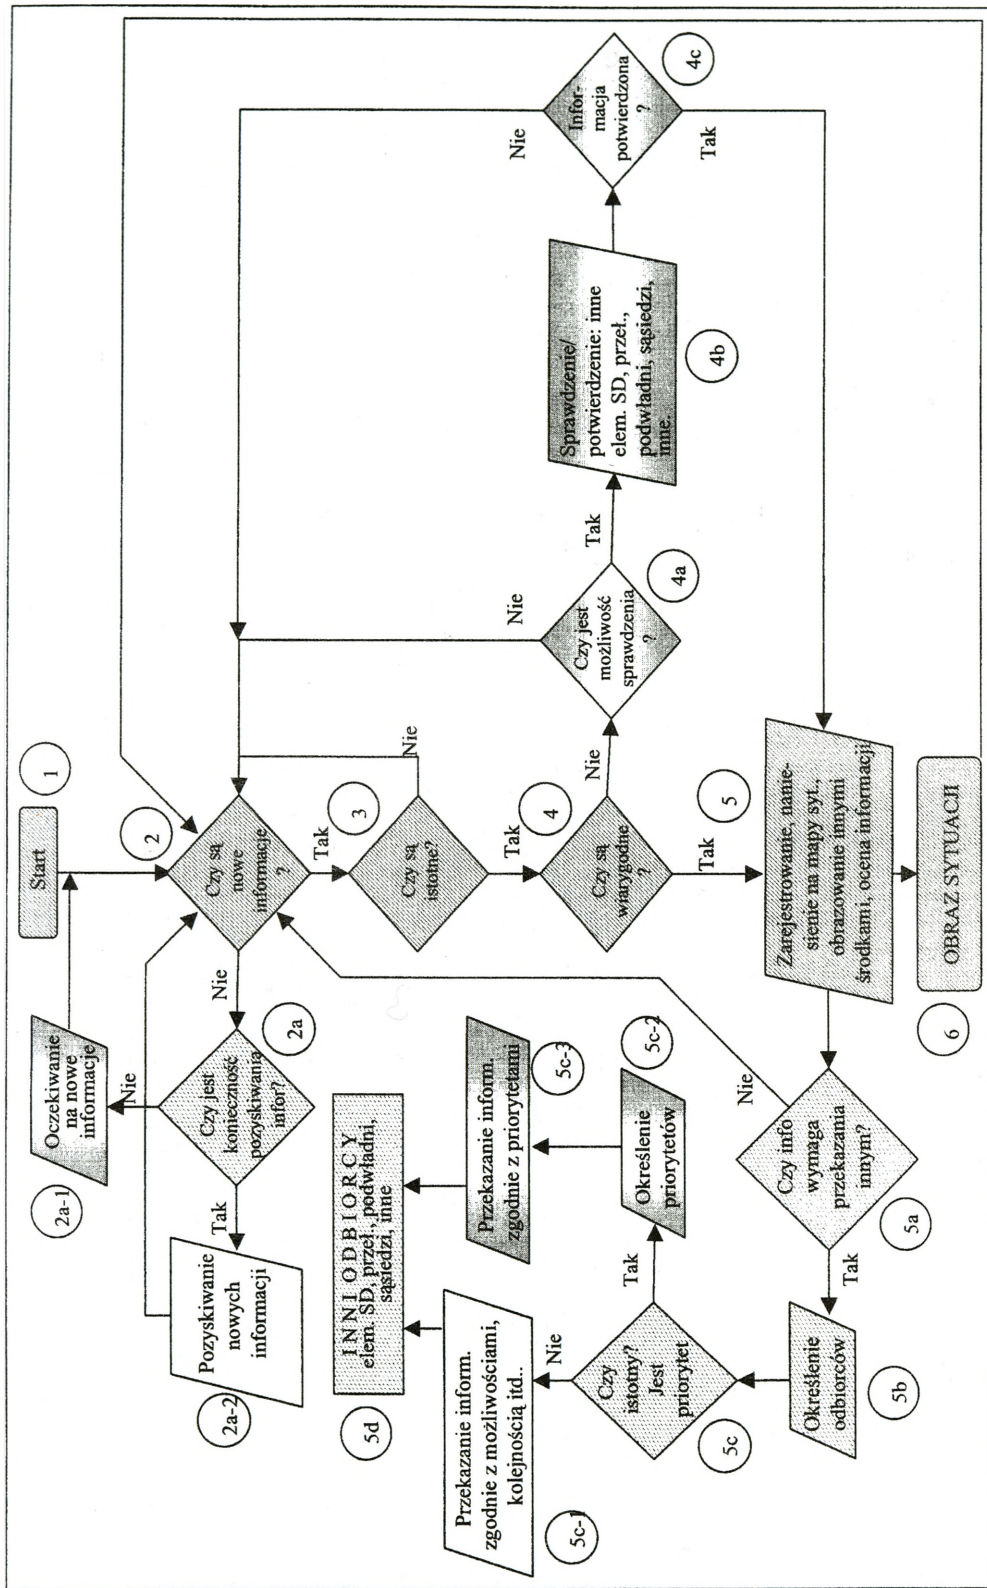 Start
1
Oczekiwanie
na nowe
informacje
2a-1
Czy są
nowe
informacje
?
2
Nie
Tak
Czy jest
konieczność
pozyskiwania
infor?
2a
Nie
Tak
Pozyskiwanie
nowych
informacji
2a-2
Czy są
istotne?
3
Nie
Tak
Czy są
wiarygodne
?
4
Nie
Tak
Czy jest
możliwość
sprawdzenia
?
4a
Nie
Tak
Sprawdzenie/
potwierdzenie: inne
elem. SD, przeł.,
podwładni, sąsiedzi,
inne.
4b
Infor-
macja
potwierdzona
?
4c
Nie
Tak
Zarejestrowanie, nanie-
sienie na mapy syt.,
obrazowanie innymi
środkami, ocena informacji
5
OBRAZ SYTUACJI
6
Czy info
wymaga
przekazania
innym?
5a
Nie
Tak
Określenie
odbiorców
5b
Czy
istotny?
Jest
priorytet
5c
Nie
Tak
Przekazanie inform.
zgodnie z możliwościami,
kolejnością itd..
5c-1
Określenie
priorytetów
5c-2
Przekazanie inform.
zgodnie z priorytetami
5c-3
I N N I O D B I O R C Y
elem. SD, przeł., podwładni,
sąsiedzi, inne
5d